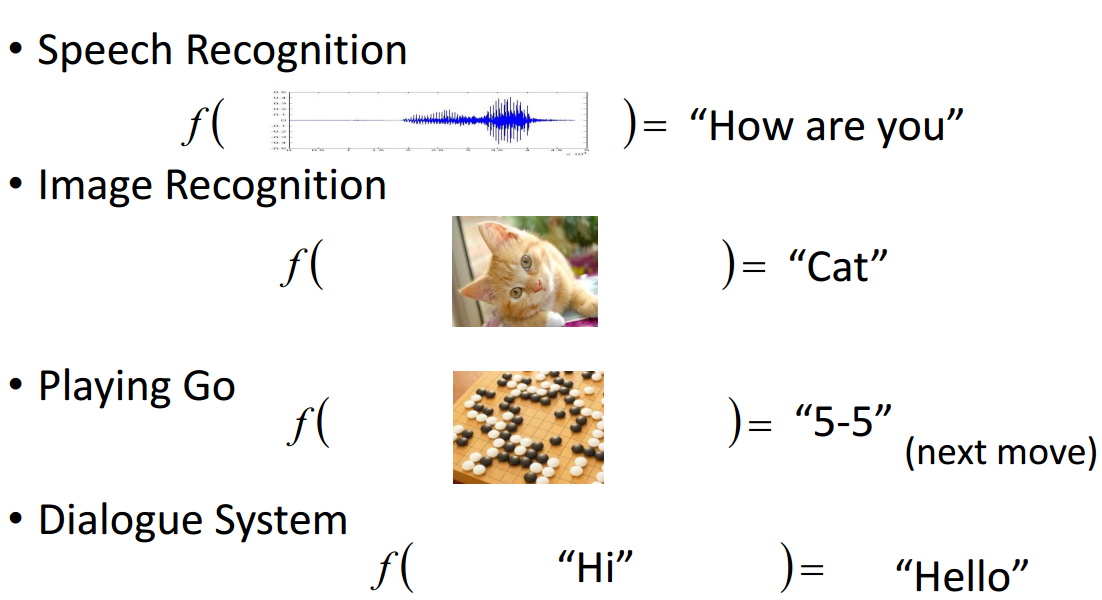 • Speech Recognition
f( )= “How are you”
• Image Recognition
f( )= “Cat”
• Playing Go
f( )= “5-5” (next move)
• Dialogue System
f( “Hi” )= “Hello”